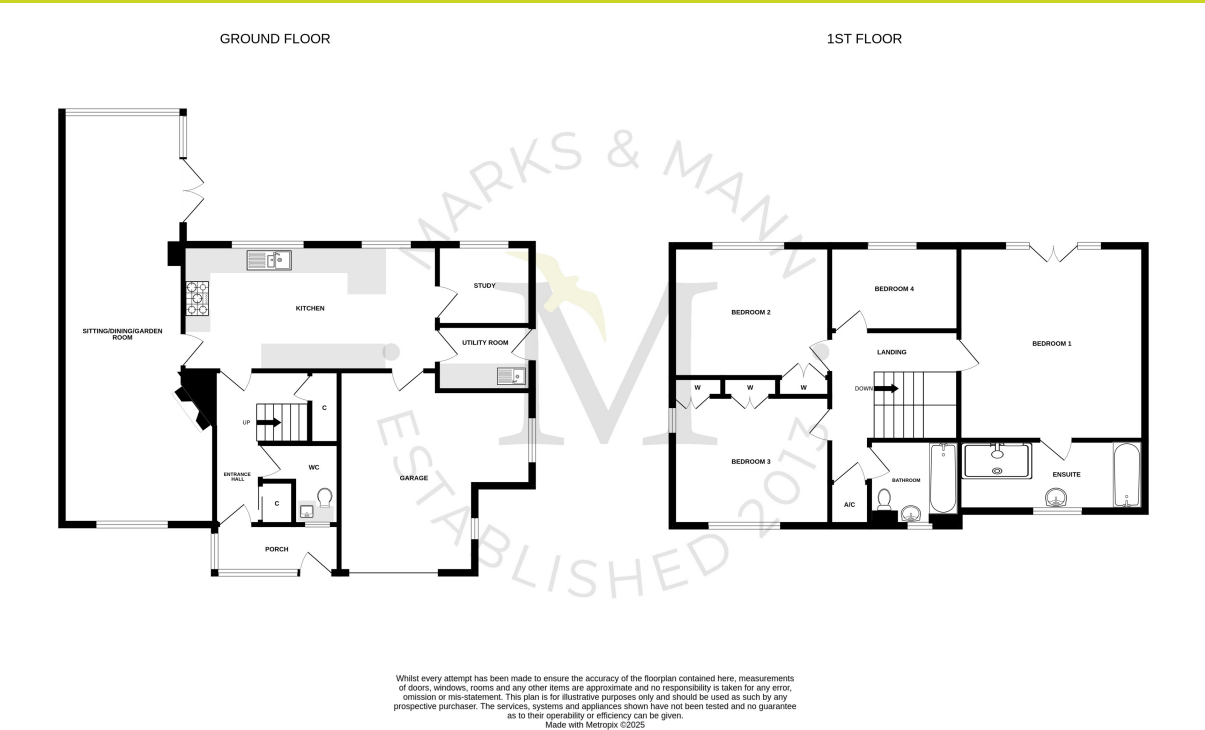 GROUND FLOOR
1ST FLOOR
MARKS & MANN
M
ESTABLISHED 2013
SITTING/DINING/GARDEN
ROOM
KITCHEN
STUDY
UTILITY ROOM
C
UP
ENTRANCE
HALL
WC
C
GARAGE
PORCH
BEDROOM 2
BEDROOM 4
BEDROOM 1
LANDING
DOWN
W
W
W
BEDROOM 3
BATHROOM
ENSUITE
A/C
Whilst every attempt has been made to ensure the accuracy of the floorplan contained here, measurements
of doors, windows, rooms and any other items are approximate and no responsibility is taken for any error,
omission or mis-statement. This plan is for illustrative purposes only and should be used as such by any
prospective purchaser. The services, systems and appliances shown have not been tested and no guarantee
as to their operability or efficiency can be given.
Made with Metropix ©2025